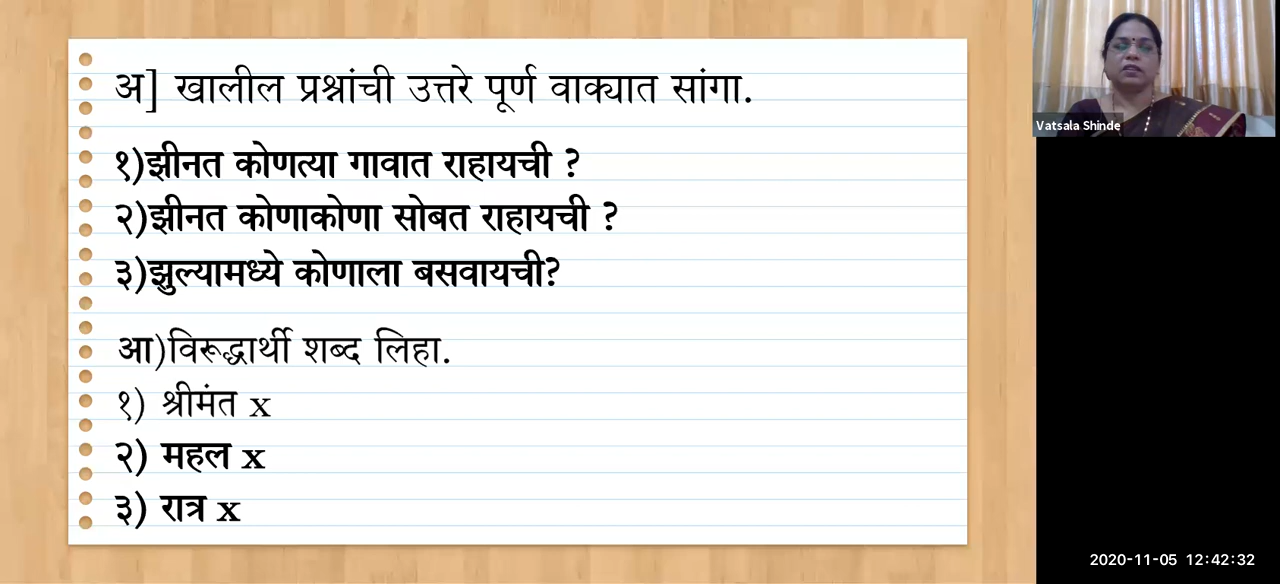 अ] खालील प्रश्नांची उत्तरे पूर्ण वाक्यात सांगा.
१)झीनत कोणत्या गावात राहायची ?
२)झीनत कोणाकोणा सोबत राहायची ?
३)झुल्यामध्ये कोणाला बसवायची?
आ)विरूद्धार्थी शब्द लिहा.
१) श्रीमंत x
२) महल x
३) रात्र x
Vatsala Shinde
2020-11-05 12:42:32